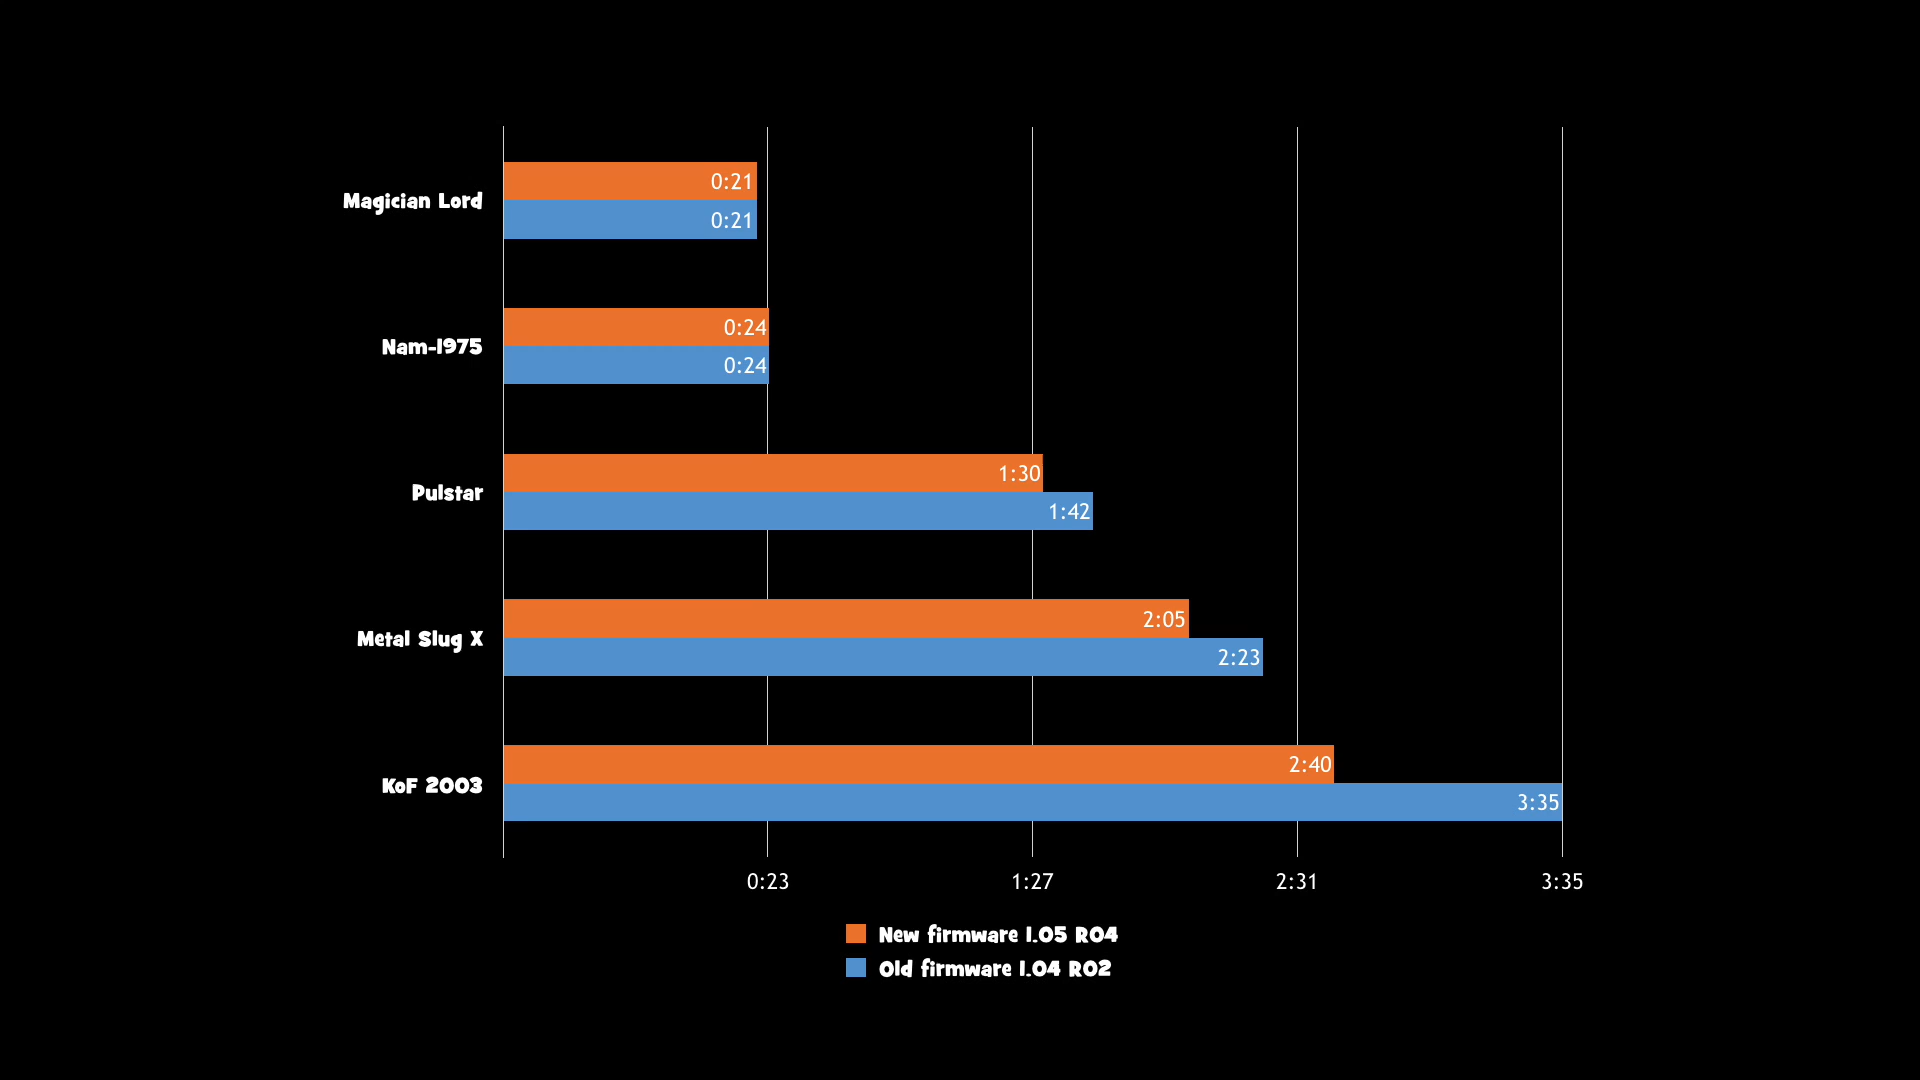 Magician Lord
0:21
0:21
Nam-1975
0:24
0:24
Pulstar
1:30
1:42
Metal Slug X
2:05
2:23
KoF 2003
2:40
3:35
0:23 1:27 2:31 3:35
New firmware 1.05 R04
Old firmware 1.04 R02